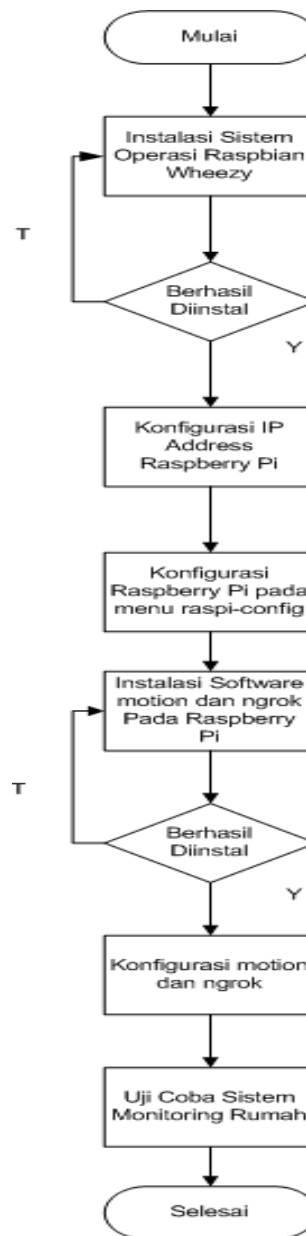 Mulai
Instalasi Sistem
Operasi Raspbian
Wheezy
T
Berhasil
Diinstal
Y
Konfigurasi IP
Address
Raspberry Pi
Konfigurasi
Raspberry Pi pada
menu raspi-config
Instalasi Software
motion dan ngrok
Pada Raspberry
Pi
T
Berhasil
Diinstal
Y
Konfigurasi motion
dan ngrok
Uji Coba Sistem
Monitoring Rumah
Selesai